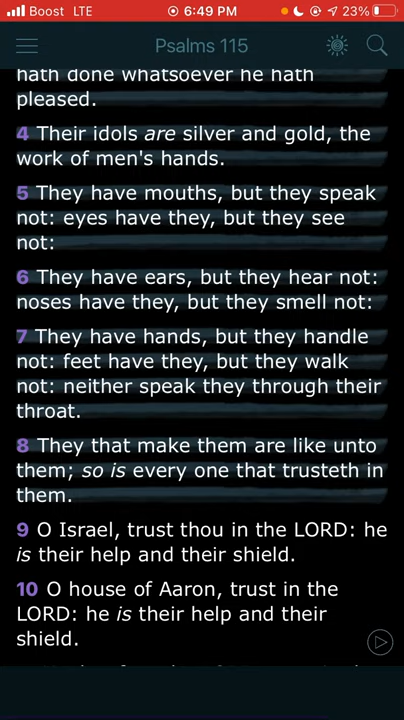 Boost LTE 6:49 PM 23%
Psalms 115
hath done whatsoever he hath
pleased.
4 Their idols are silver and gold, the
work of men's hands.
5 They have mouths, but they speak
not: eyes have they, but they see
not:
6 They have ears, but they hear not:
noses have they, but they smell not:
7 They have hands, but they handle
not: feet have they, but they walk
not: neither speak they through their
throat.
8 They that make them are like unto
them; so is every one that trusteth in
them.
9 O Israel, trust thou in the LORD: he
is their help and their shield.
10 O house of Aaron, trust in the
LORD: he is their help and their
shield.